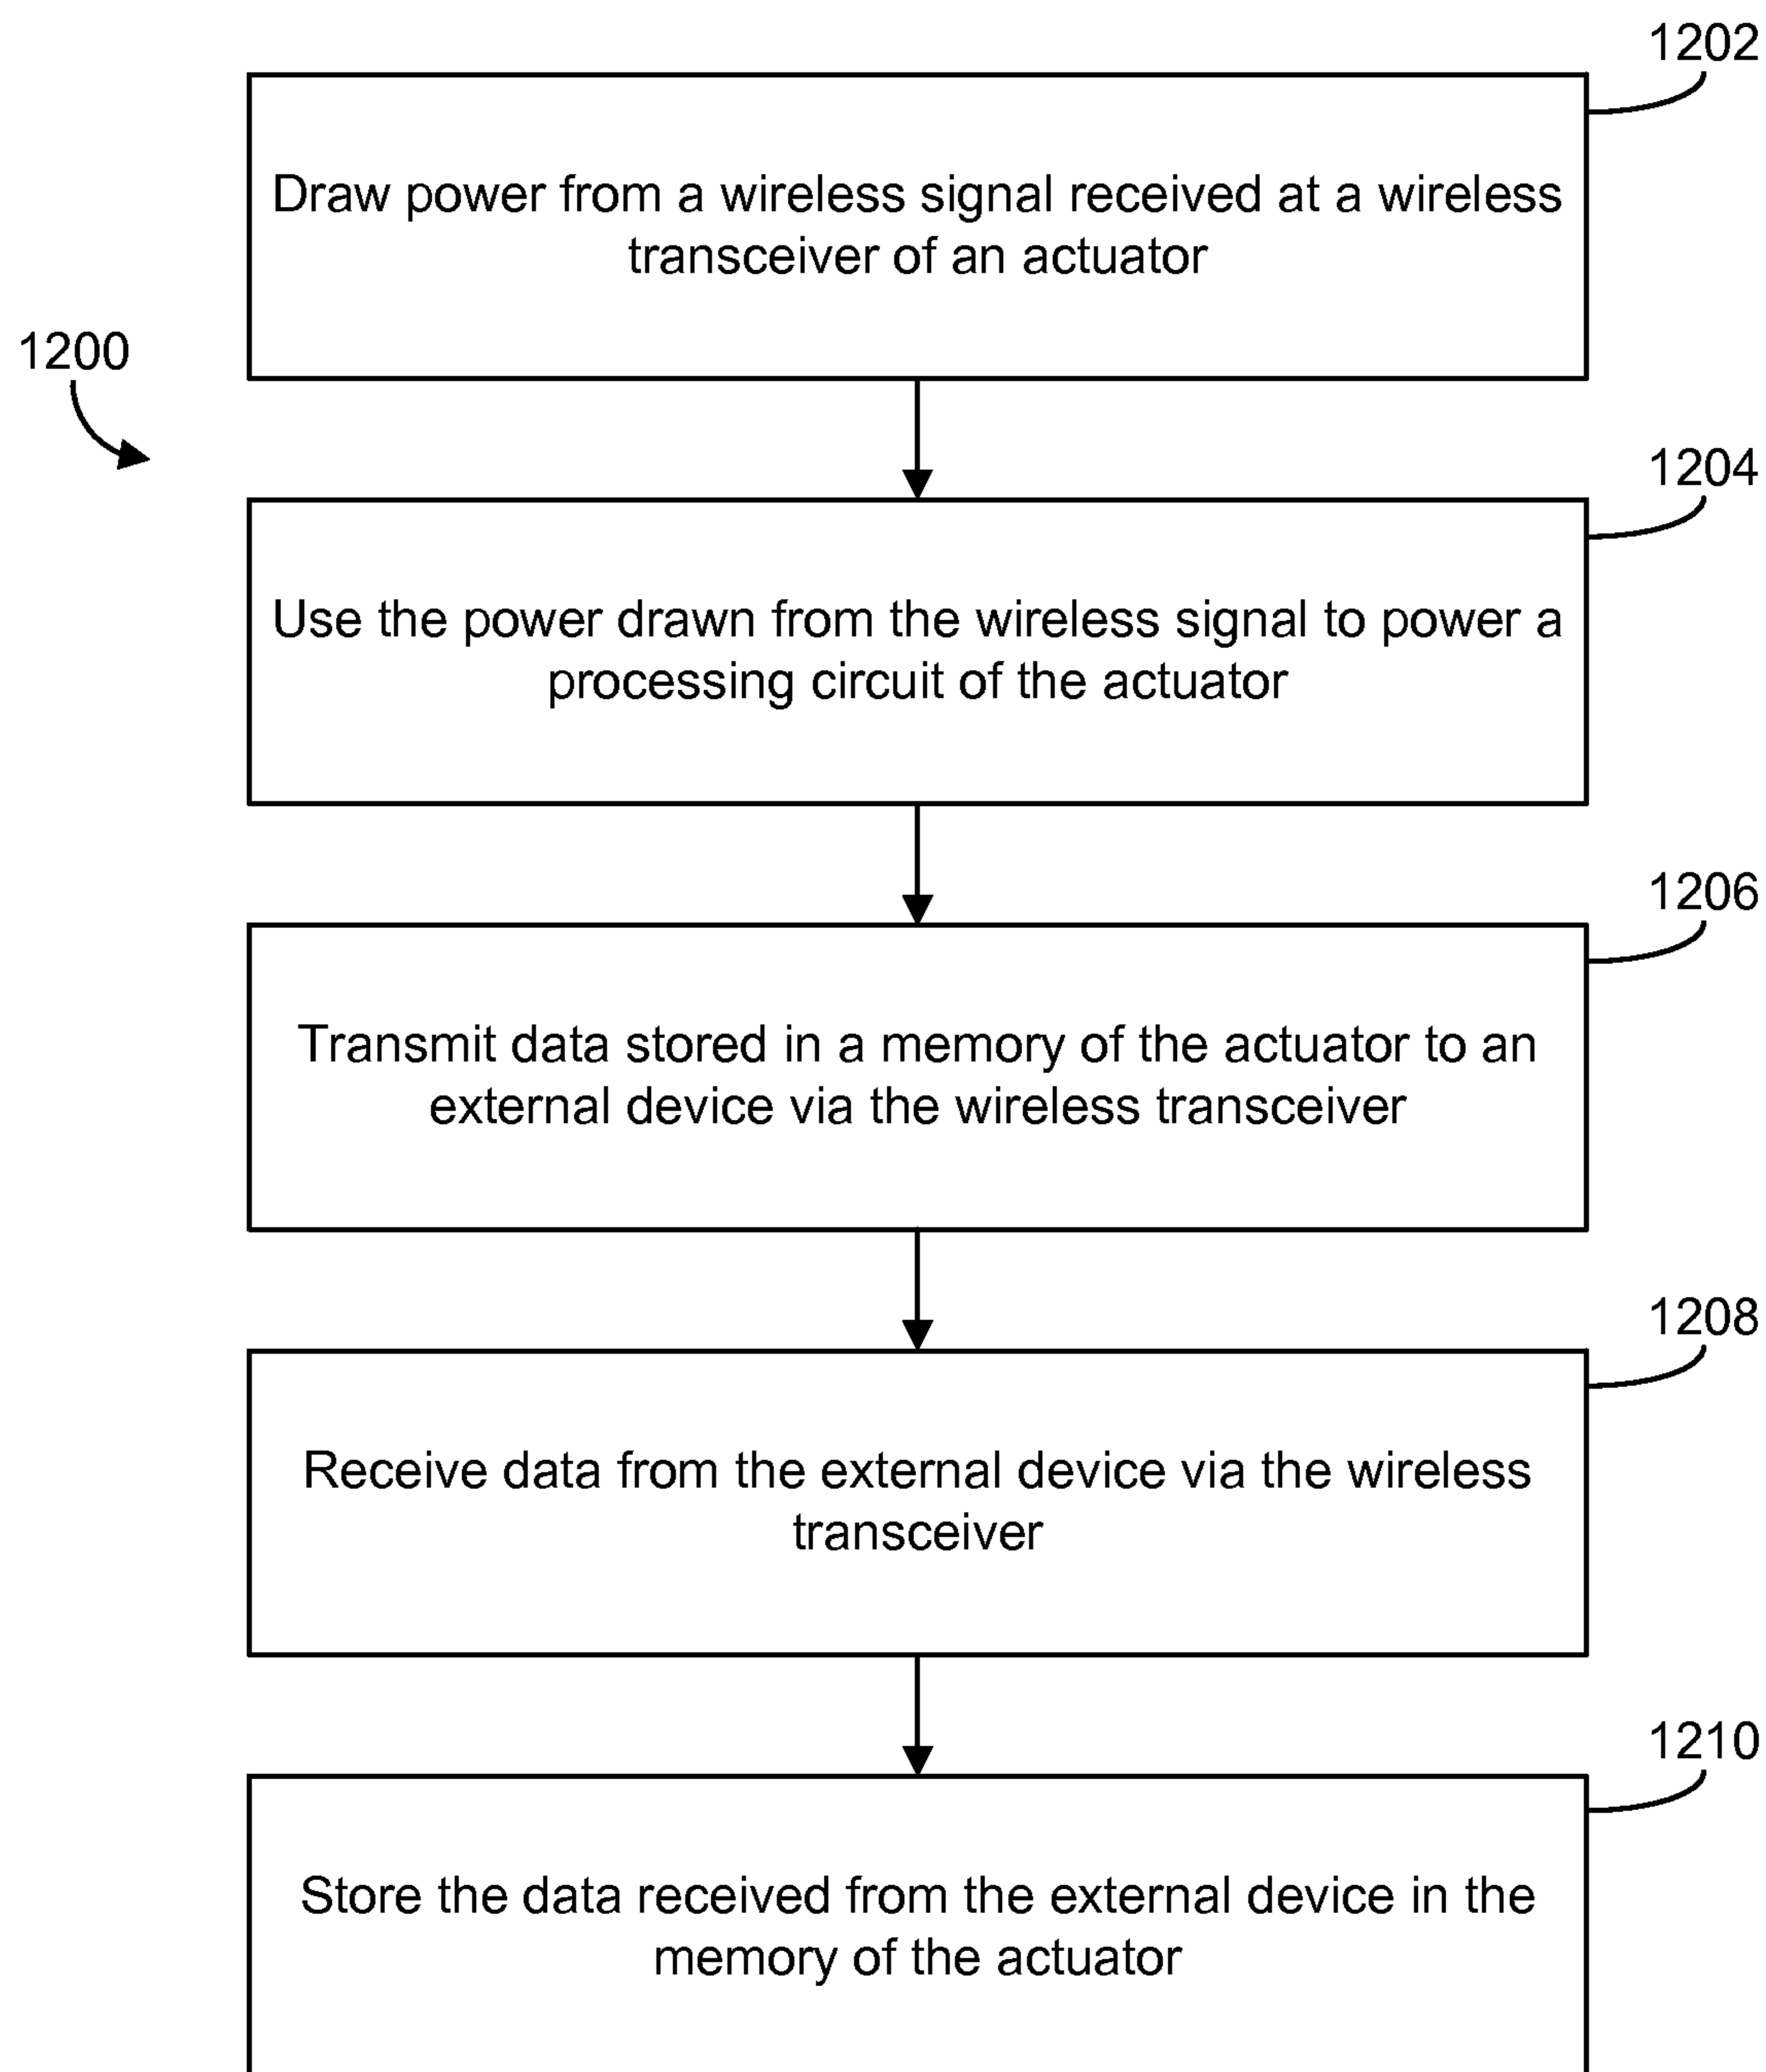 1202
Draw power from a wireless signal received at a wireless
transceiver of an actuator
1200
1204
Use the power drawn from the wireless signal to power a
processing circuit of the actuator
1206
Transmit data stored in a memory of the actuator to an
external device via the wireless transceiver
1208
Receive data from the external device via the wireless
transceiver
1210
Store the data received from the external device in the
memory of the actuator